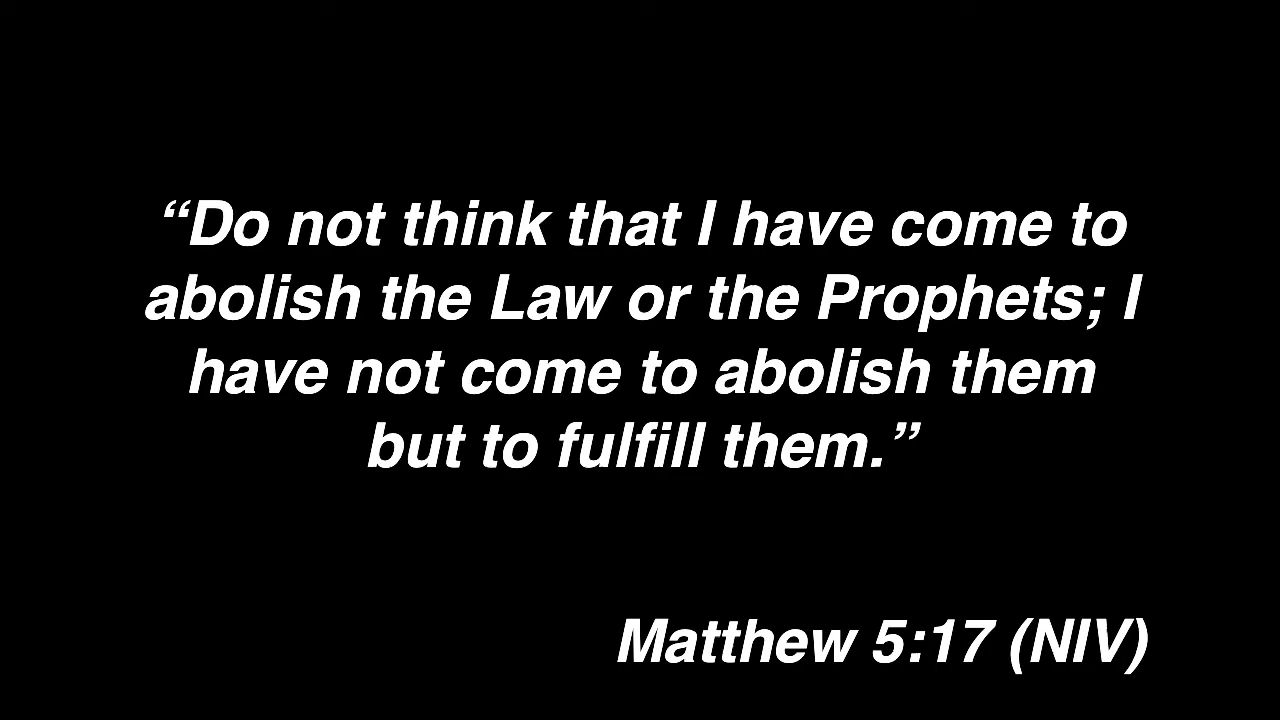 “Do not think that I have come to
abolish the Law or the Prophets; I
have not come to abolish them
but to fulfill them.”
Matthew 5:17 (NIV)